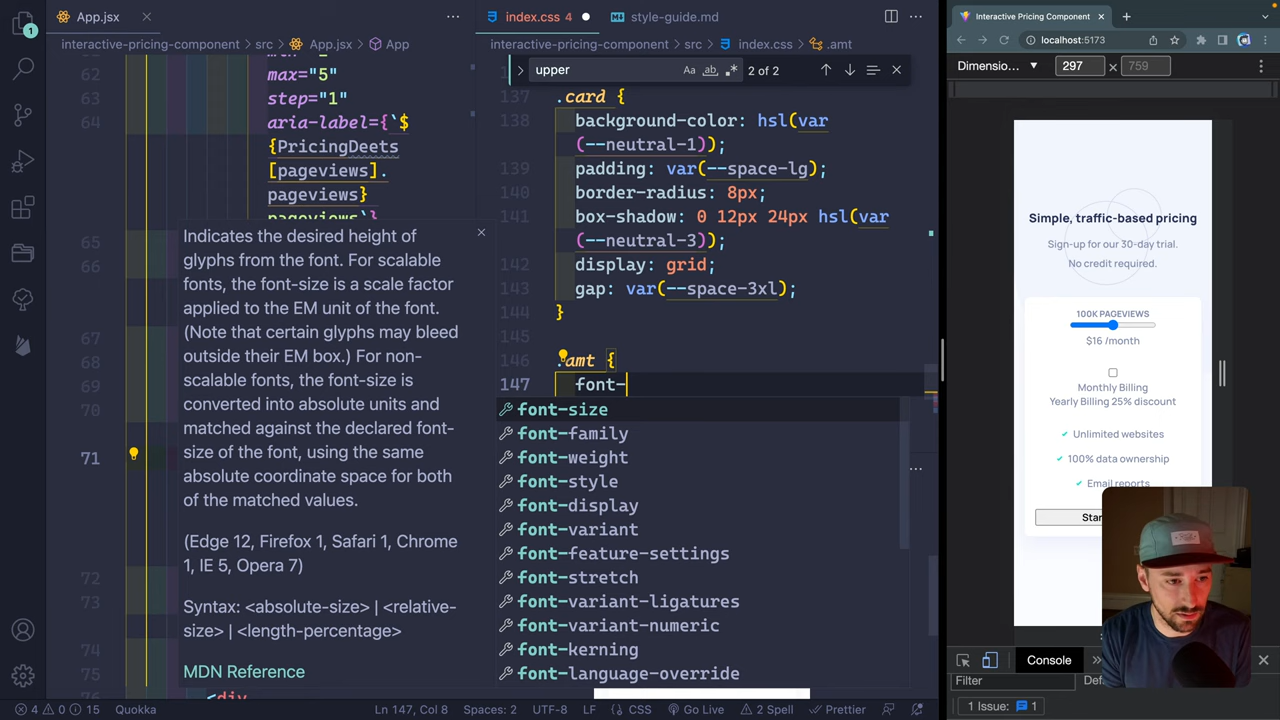 App.jsx
index.css 4
style-guide.md
interactive-pricing-component > src > App.jsx > App
interactive-pricing-component > src > index.css > .amt
1
62
63
64
65
66
67
68
69
70
71
72
73
74
75
max="5"
step="1"
aria-label={`$
{PricingDeets
[pageviews].
pageviews}
pageviews`}
<div
Indicates the desired height of
glyphs from the font. For scalable
fonts, the font-size is a scale factor
applied to the EM unit of the font.
(Note that certain glyphs may bleed
outside their EM box.) For non-
scalable fonts, the font-size is
converted into absolute units and
matched against the declared font-
size of the font, using the same
absolute coordinate space for both
of the matched values.
(Edge 12, Firefox 1, Safari 1, Chrome
1, IE 5, Opera 7)
Syntax: <absolute-size> | <relative-
size> | <length-percentage>
MDN Reference
upper
Aa
ab
2 of 2
137 .card {
138 background-color: hsl(var
(--neutral-1));
139 padding: var(--space-lg);
140 border-radius: 8px;
141 box-shadow: 0 12px 24px hsl(var
(--neutral-3));
142 display: grid;
143 gap: var(--space-3xl);
144 }
145
146 .amt {
147 font-
font-size
font-family
font-weight
font-style
font-display
font-variant
font-feature-settings
font-stretch
font-variant-ligatures
font-variant-numeric
font-kerning
font-language-override
4 0 15 Quokka
Ln 147, Col 8 Spaces: 2 UTF-8 LF CSS Go Live 2 Spell Prettier
Interactive Pricing Component
localhost:5173
Dimensio... 297 × 759
Simple, traffic-based pricing
Sign-up for our 30-day trial.
No credit required.
100K PAGEVIEWS
$16 /month
Monthly Billing
Yearly Billing 25% discount
Unlimited websites
100% data ownership
Email reports
Star
Console
Filter
Def
1 Issue: 1